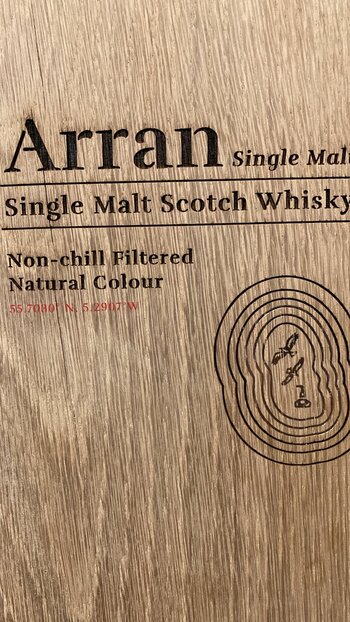 Arran Single Malt
Single Malt Scotch Whisky
Non-chill Filtered
Natural Colour
55.7080° N, 5.2907° W